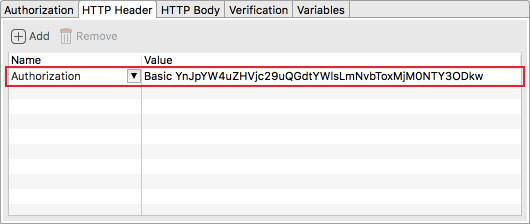 Authorization HTTP Header HTTP Body Verification Variables
Add Remove
Name Value
Authorization Basic YnJpYW4uZHVjc29uQGdtYWlsLmNvbToxMjM0NTY3ODkw